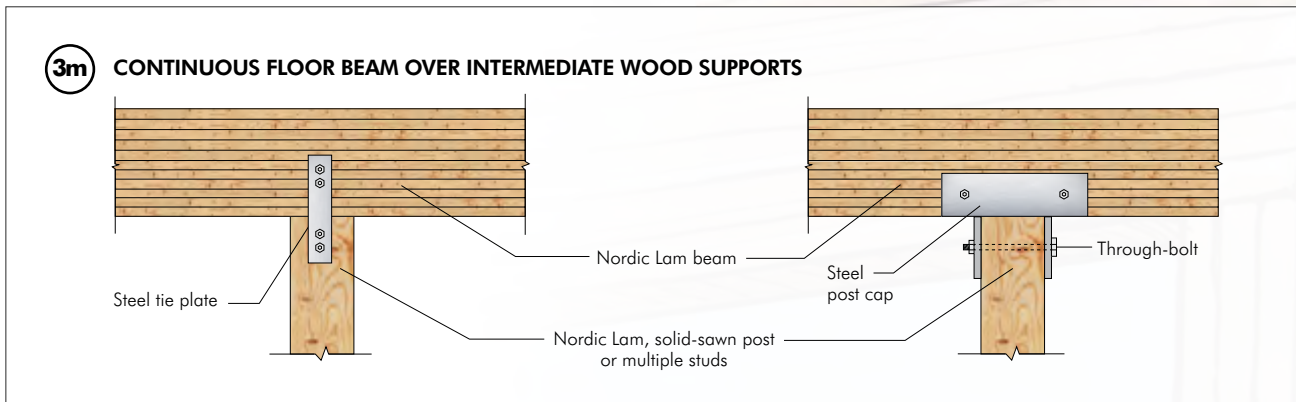 3m CONTINUOUS FLOOR BEAM OVER INTERMEDIATE WOOD SUPPORTS
Steel tie plate
Nordic Lam beam
Steel
post cap
Through-bolt
Nordic Lam, solid-sawn post
or multiple studs